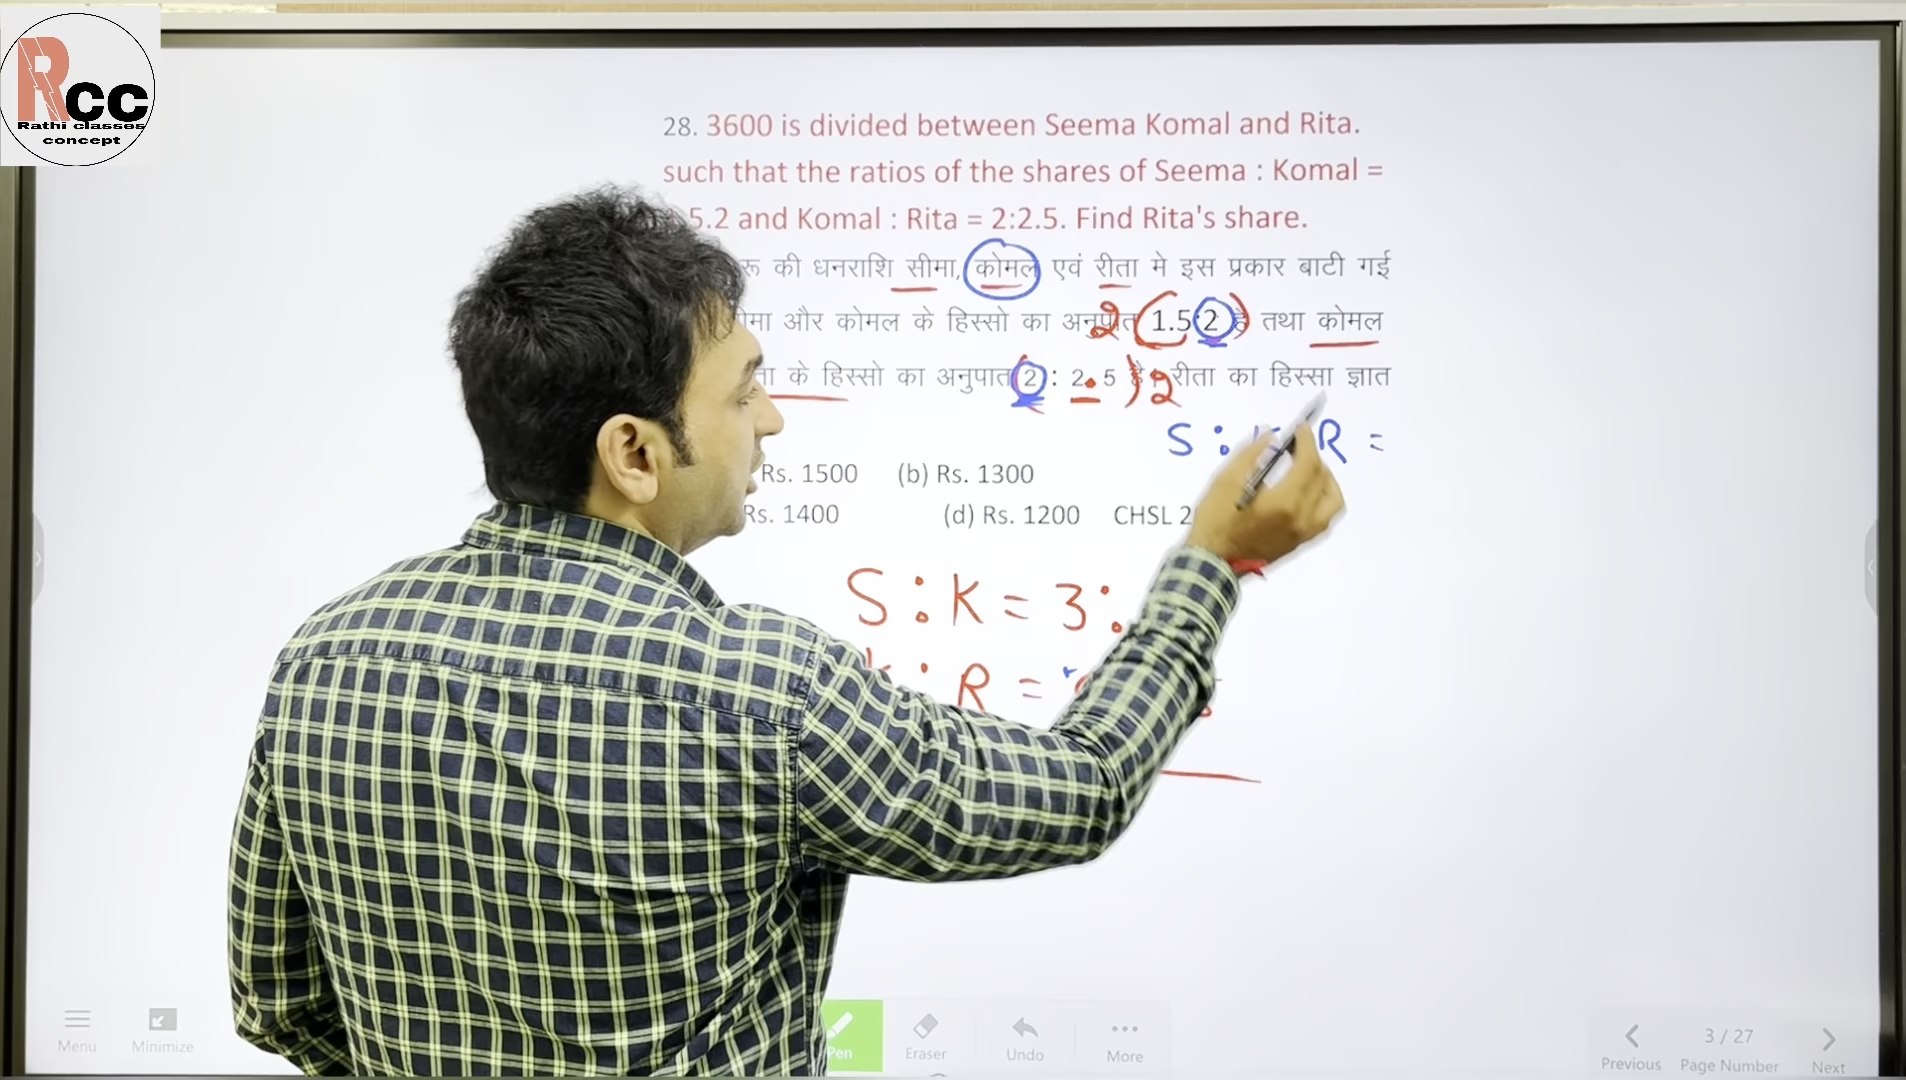 Rcc
Rathi classes
concept
28. 3600 is divided between Seema Komal and Rita.
such that the ratios of the shares of Seema : Komal =
5.2 and Komal : Rita = 2:2.5. Find Rita's share.
की धनराशि सीमा, कोमल एवं रीता मे इस प्रकार बाटी गई
और कोमल के हिस्सो का अनुपात 2 (1.5:2) है तथा कोमल
के हिस्सो का अनुपात (2 : 2.5) 2 रीता का हिस्सा ज्ञात
S : R =
Rs. 1500 (b) Rs. 1300
Rs. 1400 (d) Rs. 1200 CHSL 2
S : K = 3 :
: R =
Menu
Minimize
Pen
Eraser
Undo
More
Previous
3 / 27
Page Number
Next